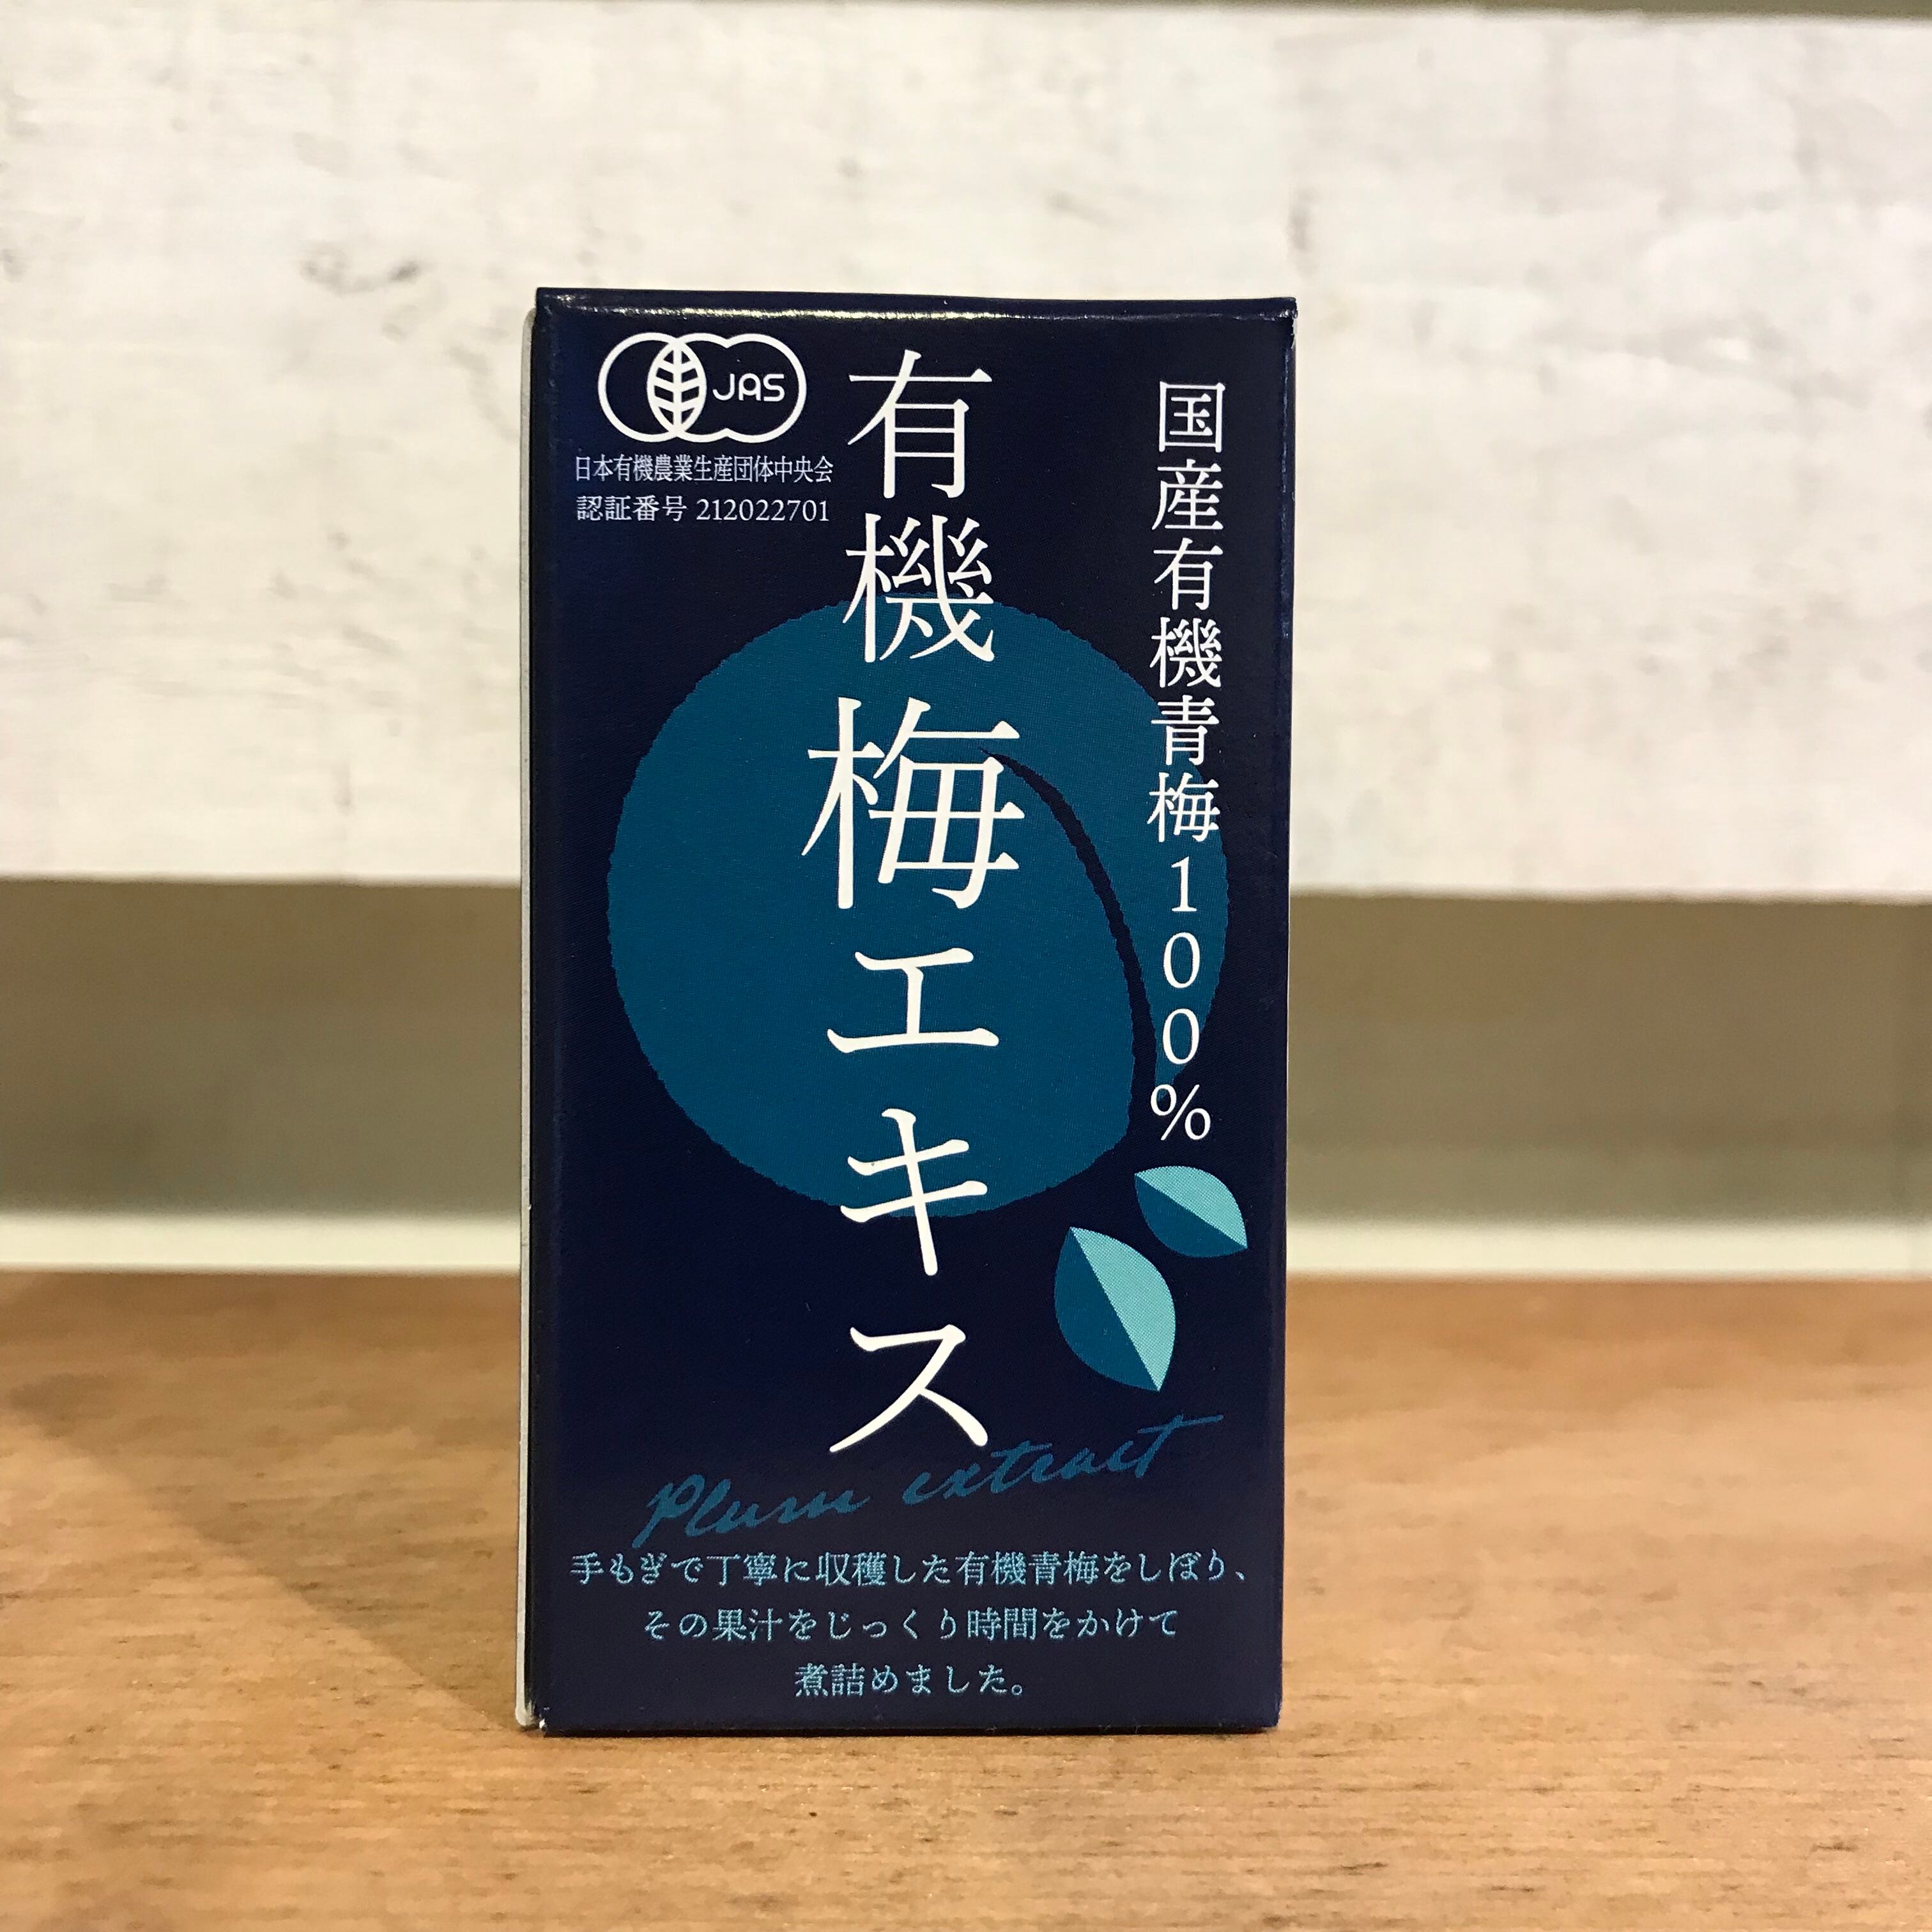 JAS
日本有機農業生産団体中央会
認証番号 212022701
国産有機青梅100%
有機梅エキス
Plum extract
手もぎで丁寧に収穫した有機青梅をしぼり、
その果汁をじっくり時間をかけて
煮詰めました。